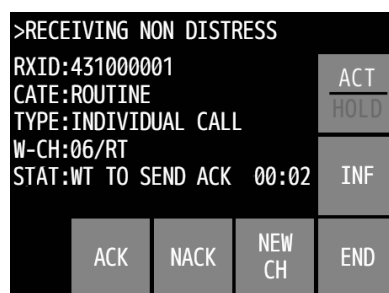 >RECEIVING NON DISTRESS
RXID:431000001
CATE:ROUTINE
TYPE:INDIVIDUAL CALL
W-CH:06/RT
STAT:WT TO SEND ACK 00:02
ACT
HOLD
INF
ACK
NACK
NEW
CH
END